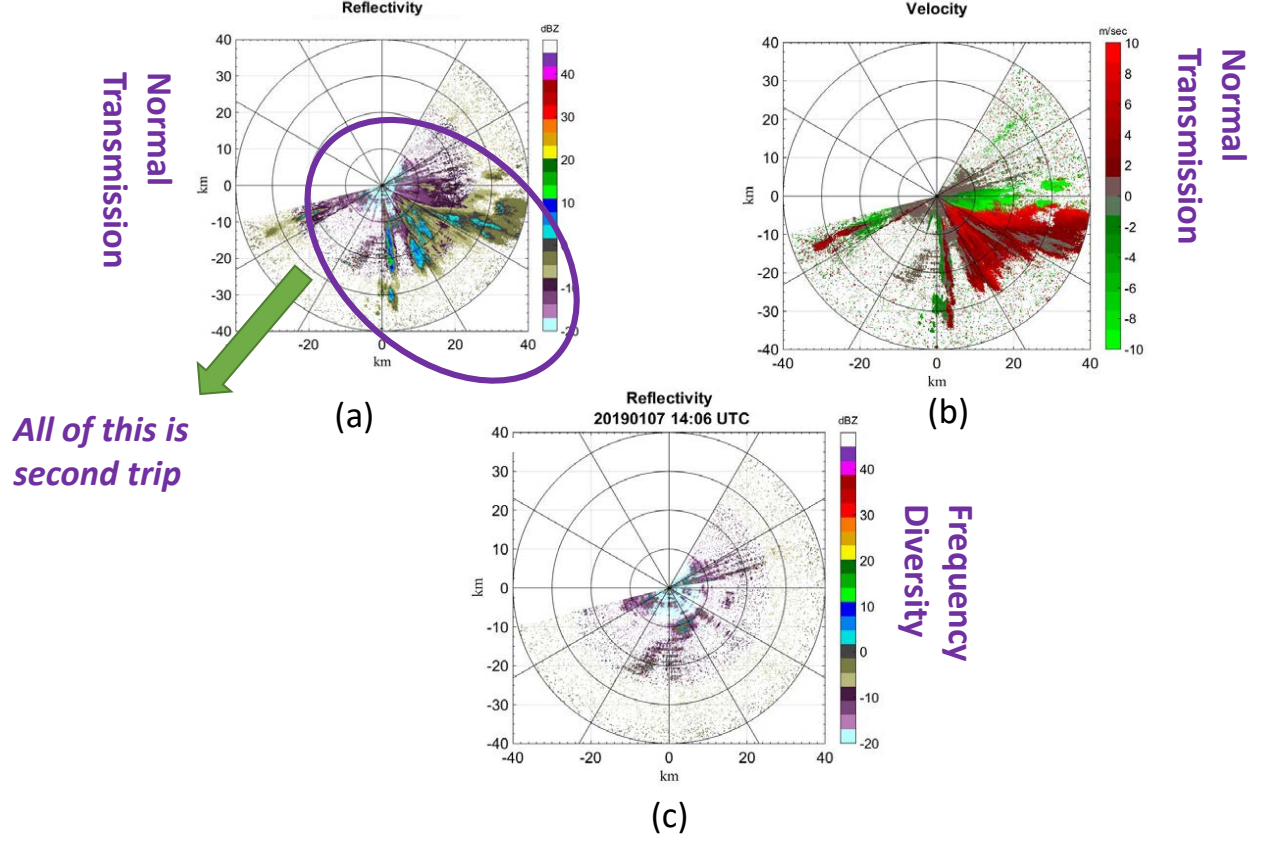 Reflectivity
dBZ
40
30
20
10
0
-10
-20
-30
-40
-20
0
20
40
km
km
40
30
20
10
0
-1
-20
Normal
Transmission
(a)
All of this is
second trip
Velocity
m/sec
40
30
20
10
0
-10
-20
-30
-40
-40
-20
0
20
40
km
km
10
8
6
4
2
0
-2
-4
-6
-8
-10
Normal
Transmission
(b)
Reflectivity
20190107 14:06 UTC
dBZ
40
30
20
10
0
-10
-20
-30
-40
-40
-20
0
20
40
km
km
40
30
20
10
0
-10
-20
Frequency
Diversity
(c)